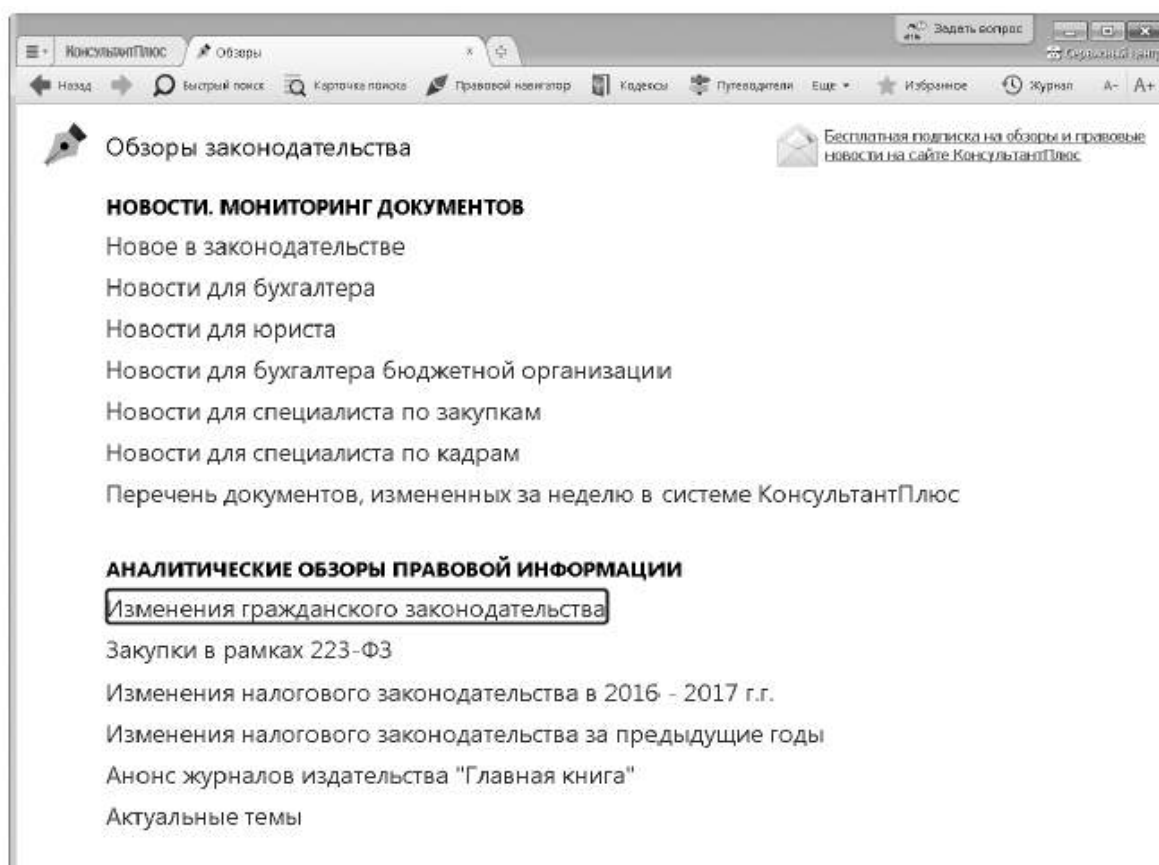 Задать вопрос
КонсультантПлюс
Обзоры
Сервисный центр
Назад
Быстрый поиск
Карточка поиска
Правовой навигатор
Кодексы
Путеводители
Еще
Избранное
Журнал
A-
A+
Обзоры законодательства
Бесплатная подписка на обзоры и правовые
новости на сайте КонсультантПлюс
НОВОСТИ. МОНИТОРИНГ ДОКУМЕНТОВ
Новое в законодательстве
Новости для бухгалтера
Новости для юриста
Новости для бухгалтера бюджетной организации
Новости для специалиста по закупкам
Новости для специалиста по кадрам
Перечень документов, измененных за неделю в системе КонсультантПлюс
АНАЛИТИЧЕСКИЕ ОБЗОРЫ ПРАВОВОЙ ИНФОРМАЦИИ
Изменения гражданского законодательства
Закупки в рамках 223-ФЗ
Изменения налогового законодательства в 2016 - 2017 г.г.
Изменения налогового законодательства за предыдущие годы
Анонс журналов издательства "Главная книга"
Актуальные темы